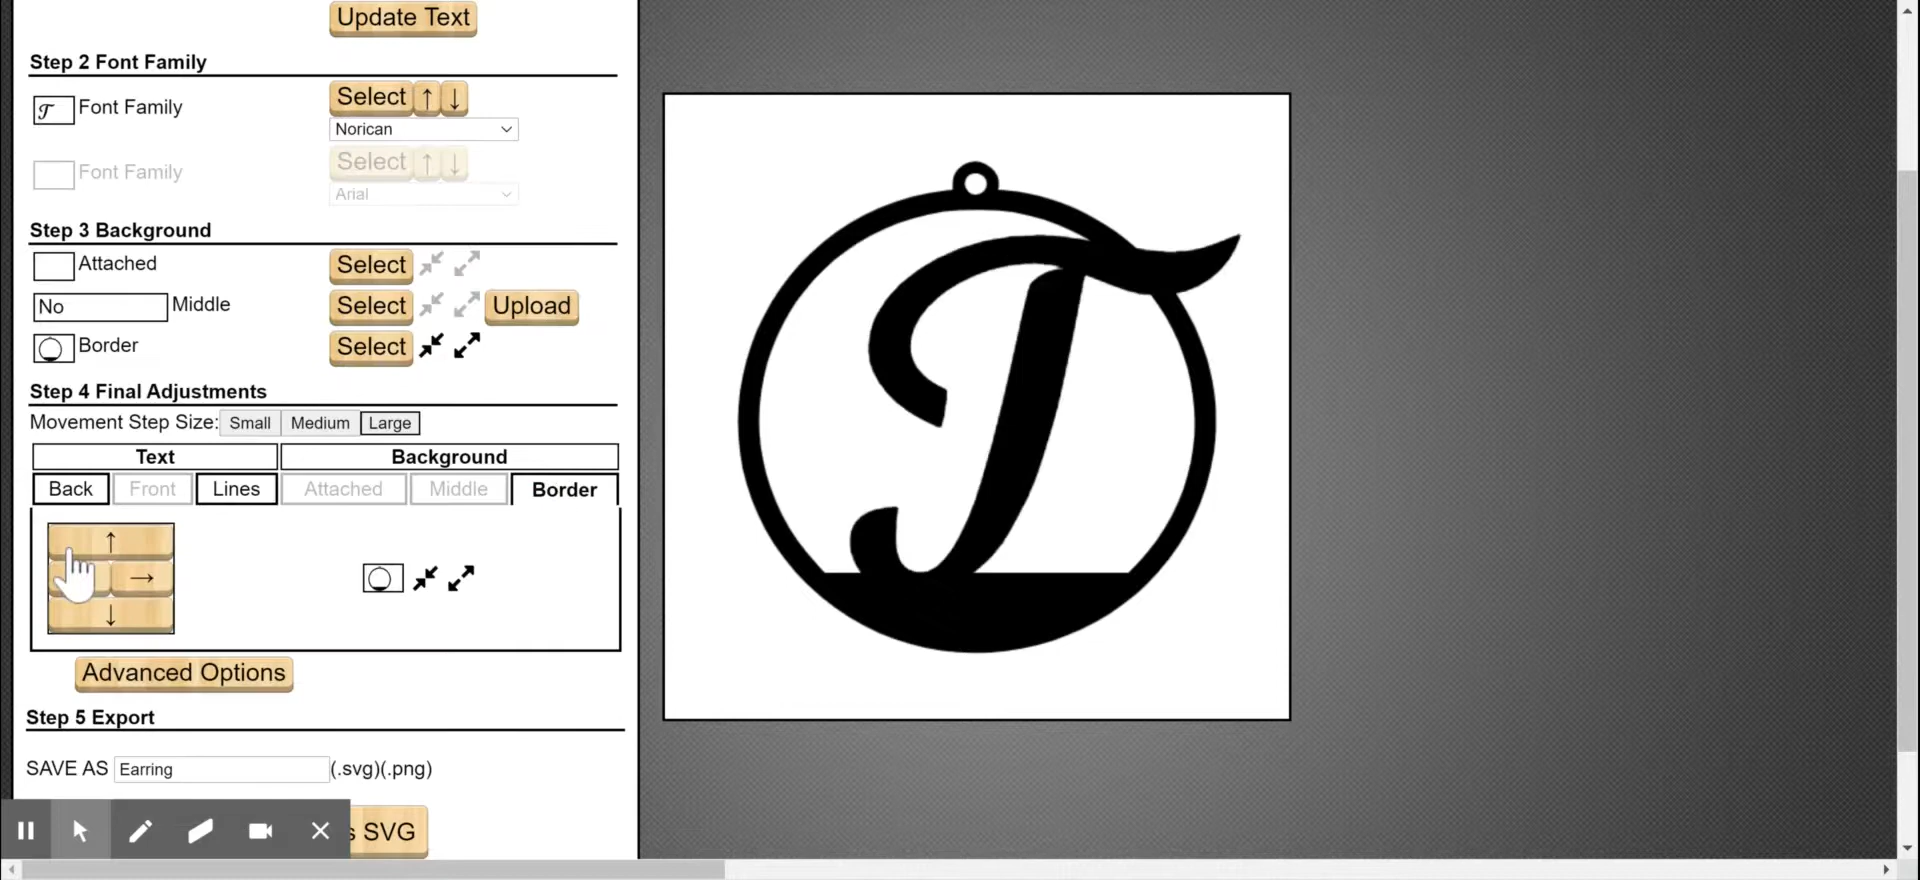 Update Text
Step 2 Font Family
T Font Family Select ↑ ↓
Norican
Font Family Select ↑ ↓
Arial
Step 3 Background
Attached Select
No Middle Select Upload
Border Select
Step 4 Final Adjustments
Movement Step Size: Small Medium Large
Text Background
Back Front Lines Attached Middle Border
↑
→
↓
Advanced Options
Step 5 Export
SAVE AS Earring (.svg)(.png)
s SVG
T